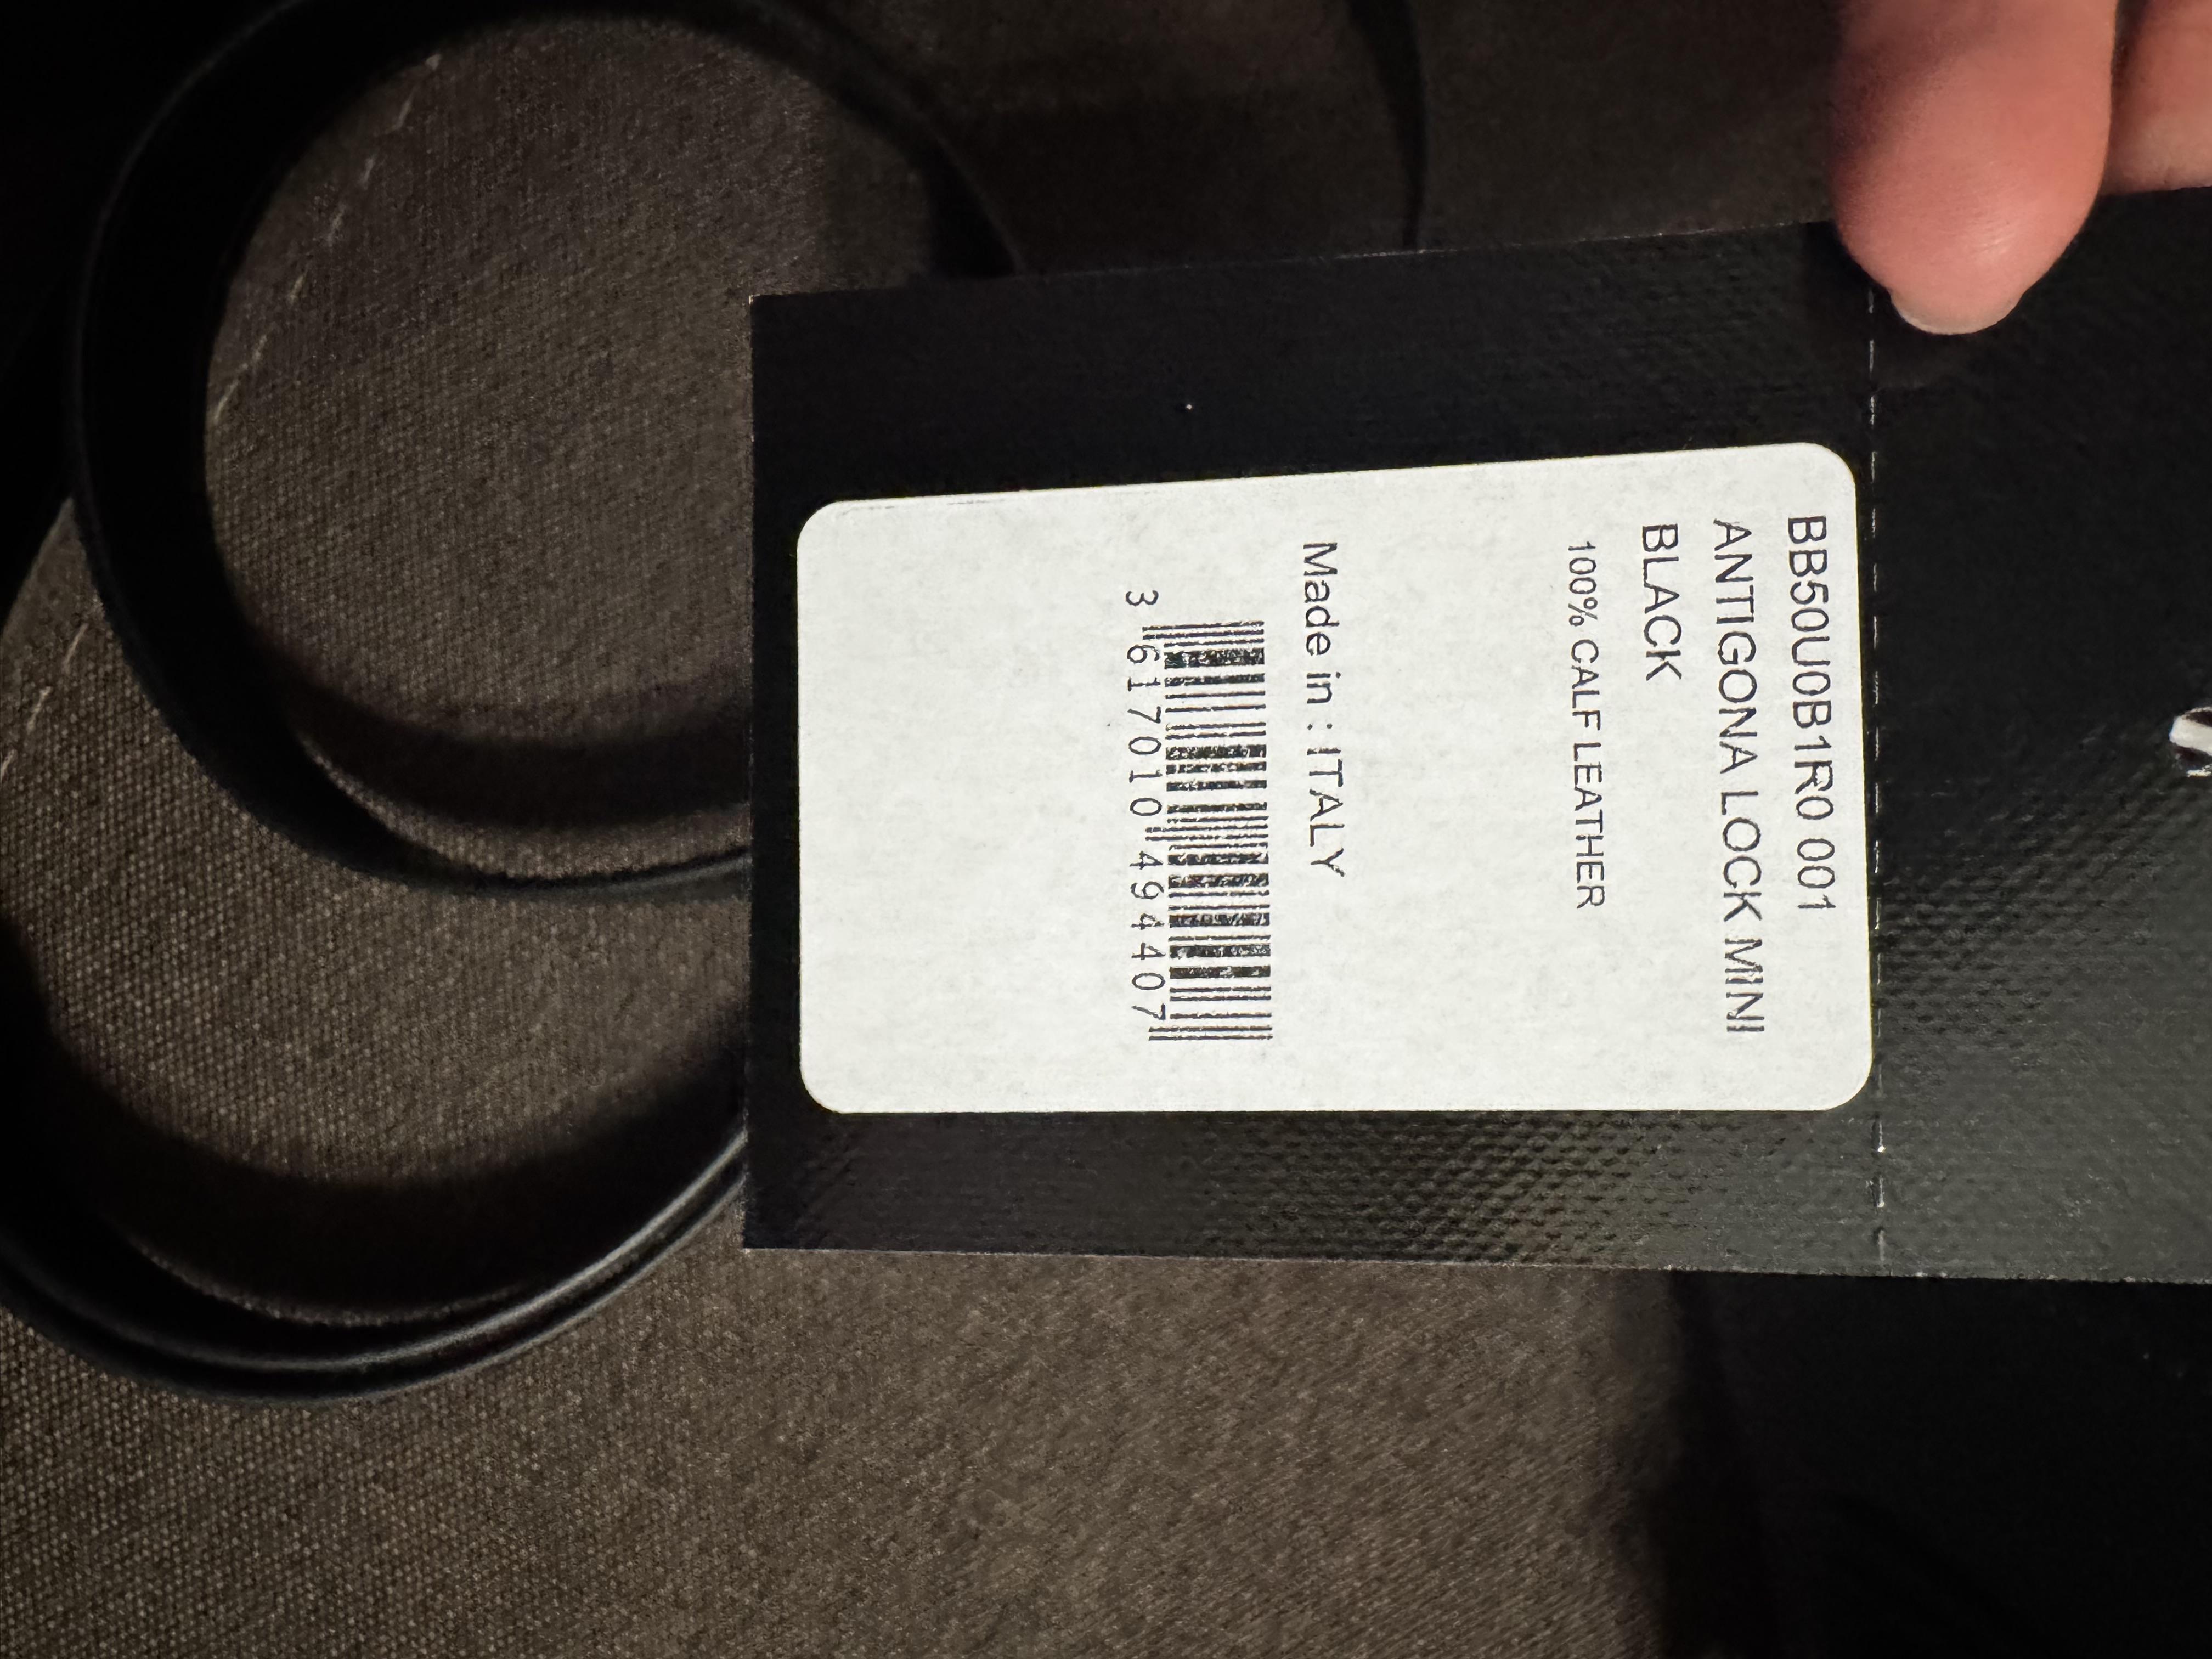 BB50U0B1R0 001
ANTIGONA LOCK MINI
BLACK
100% CALF LEATHER
Made in : ITALY
3 617010 494407